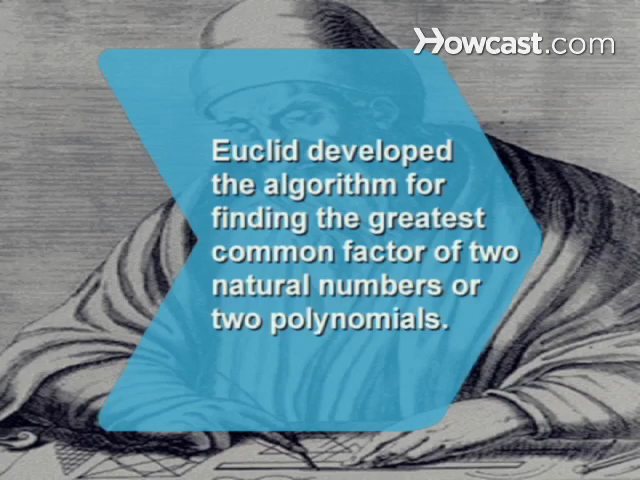 Howcast.com
Euclid developed
the algorithm for
finding the greatest
common factor of two
natural numbers or
two polynomials.